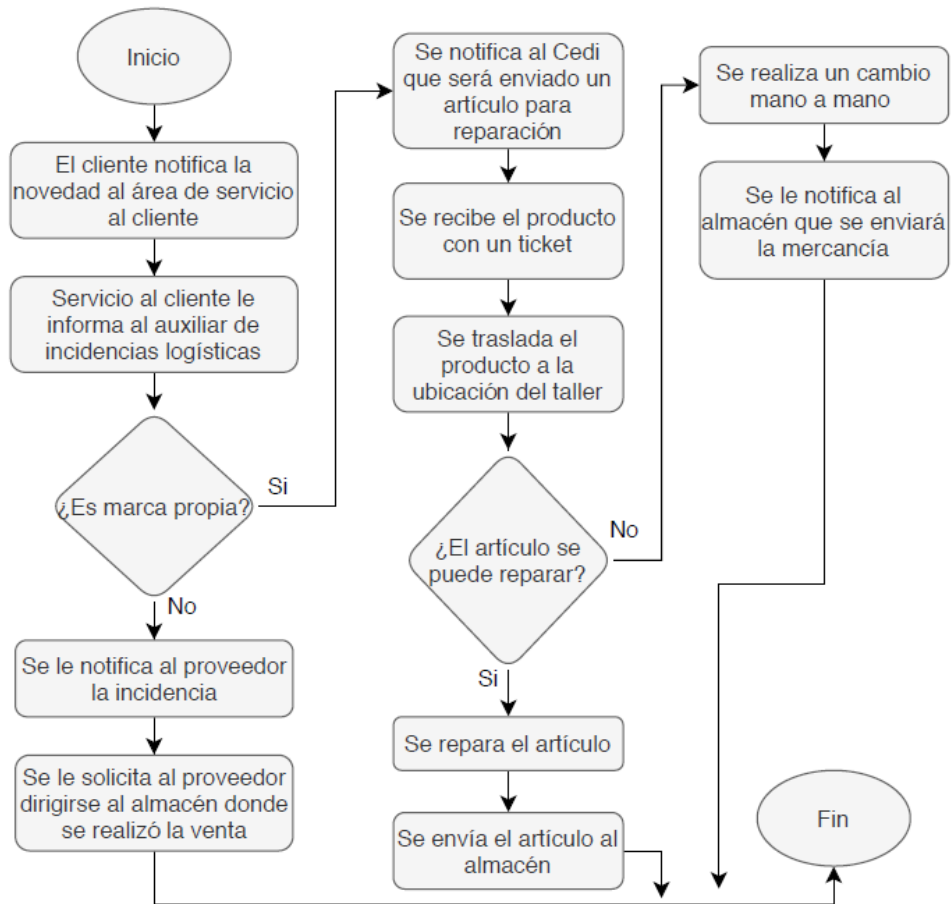 Inicio
El cliente notifica la
novedad al área de servicio
al cliente
Servicio al cliente le
informa al auxiliar de
incidencias logísticas
¿Es marca propia?
Si
No
Se le notifica al proveedor
la incidencia
Se le solicita al proveedor
dirigirse al almacén donde
se realizó la venta
Se notifica al Cedi
que será enviado un
artículo para
reparación
Se recibe el producto
con un ticket
Se traslada el
producto a la
ubicación del taller
¿El artículo se
puede reparar?
No
Si
Se repara el artículo
Se envía el artículo al
almacén
Se realiza un cambio
mano a mano
Se le notifica al
almacén que se enviará
la mercancía
Fin